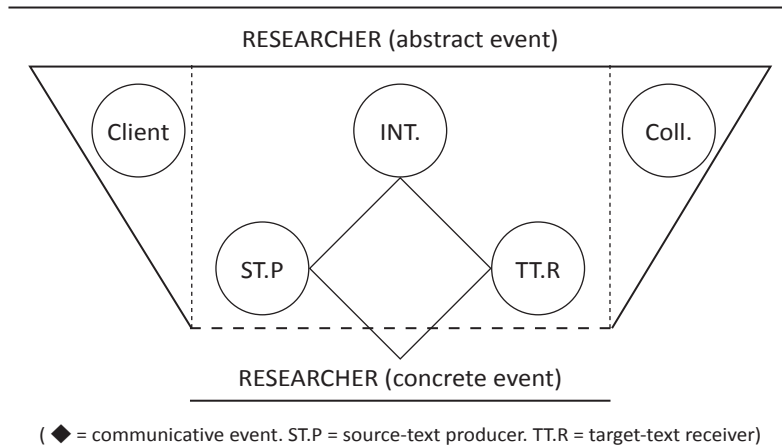 RESEARCHER (abstract event)
Client
INT.
Coll.
ST.P
TT.R
RESEARCHER (concrete event)
( ◆ = communicative event. ST.P = source-text producer. TT.R = target-text receiver)